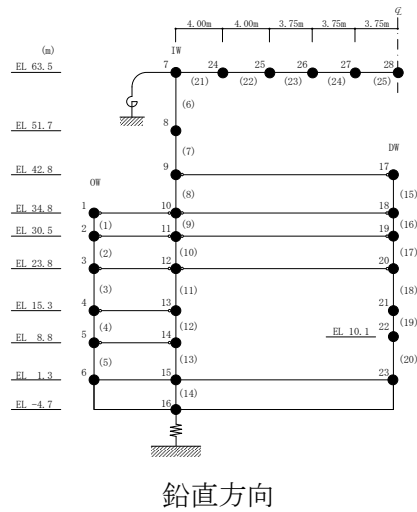 ℄
4.00m 4.00m 3.75m 3.75m 3.75m
(m) IW
EL 63.5 7 24 25 26 27 28
(21) (22) (23) (24) (25)
(6)
EL 51.7 8
(7)
DW
EL 42.8 9 17
OW (8) (15)
EL 34.8 1 10 18
(1) (9) (16)
EL 30.5 2 11 19
(2) (10) (17)
EL 23.8 3 12 20
(3) (11) (18)
EL 15.3 4 13 21
(4) (12) (19)
EL 10.1 22
EL 8.8 5 14
(5) (13) (20)
EL 1.3 6 15 23
(14)
EL -4.7 16
鉛直方向